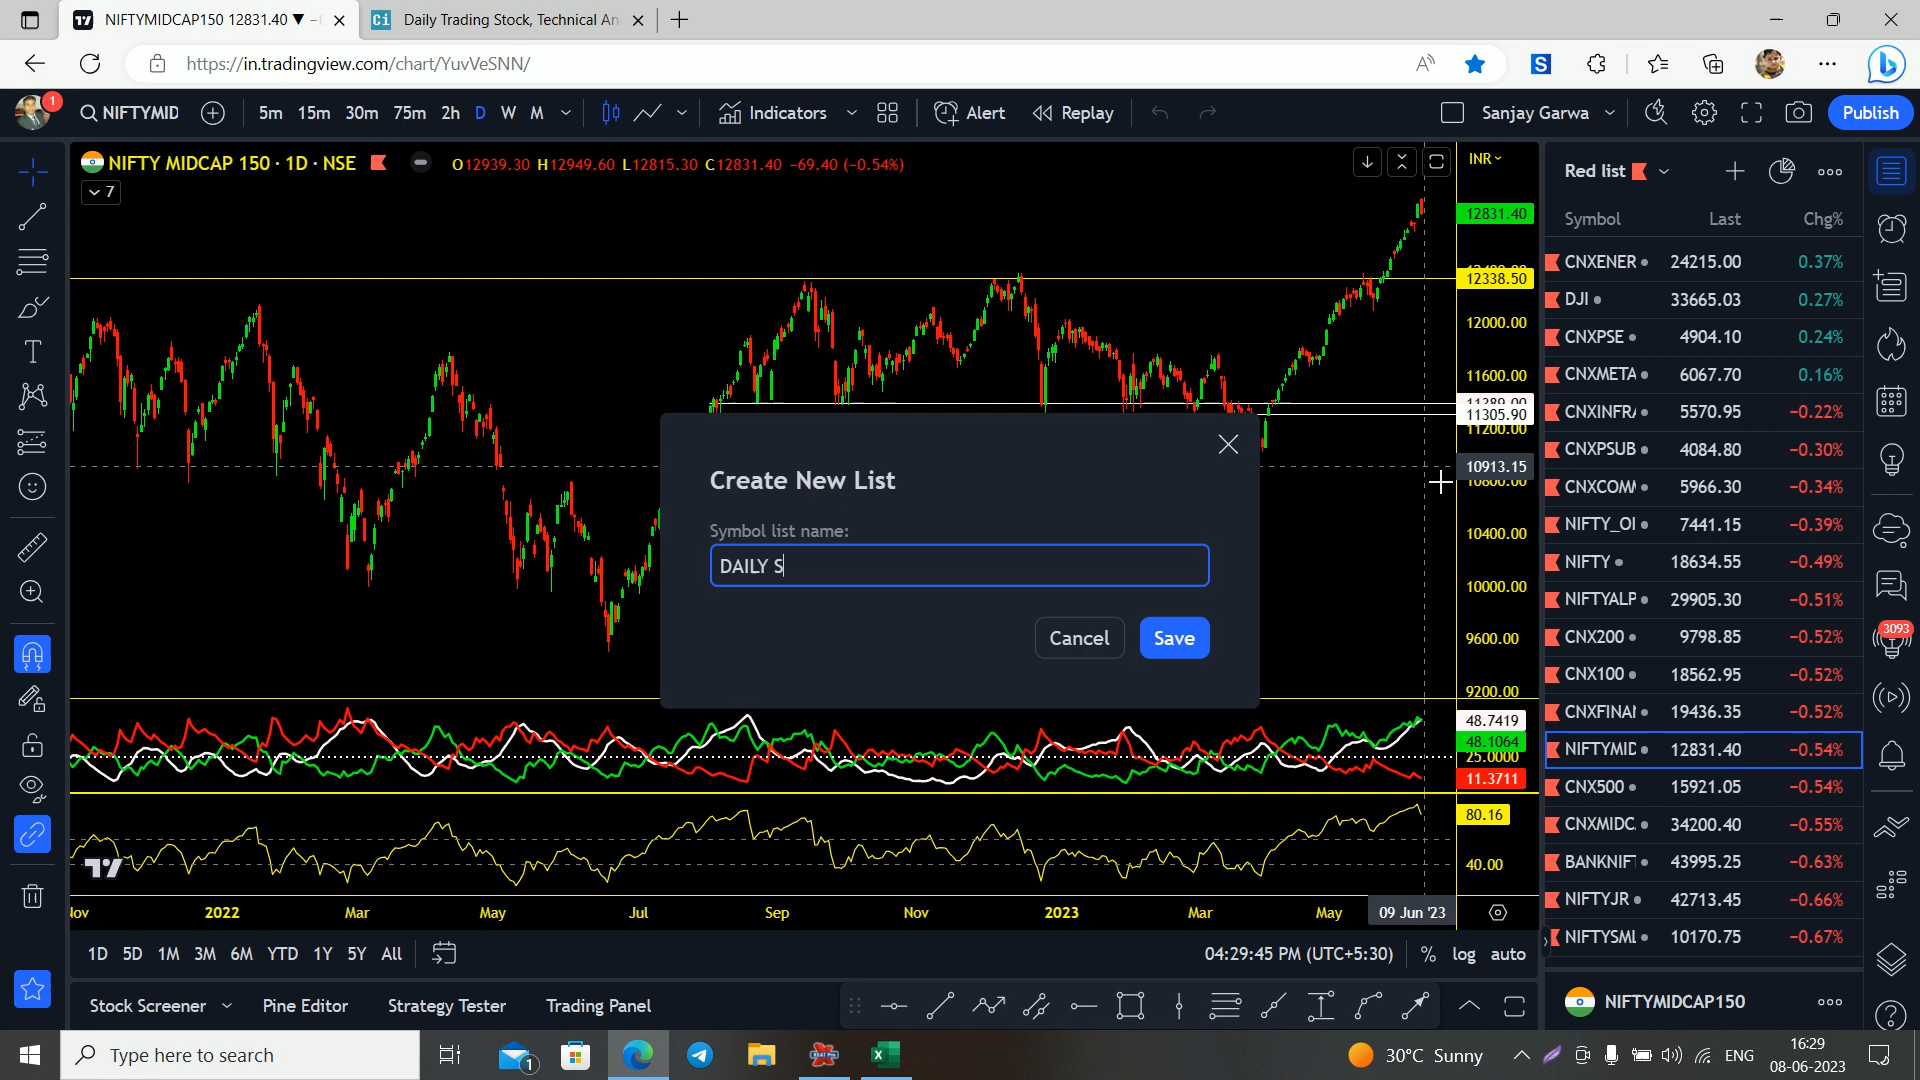 NIFTYMIDCAP150 12831.40 ▼ −
Daily Trading Stock, Technical An
https://in.tradingview.com/chart/YuvVeSNN/
1
NIFTYMID
5m 15m 30m 75m 2h D W M
Indicators
Alert
Replay
Sanjay Garwa
Publish
NIFTY MIDCAP 150 · 1D · NSE
O12939.30 H12949.60 L12815.30 C12831.40 −69.40 (−0.54%)
7
INR
12831.40
12338.50
12000.00
11600.00
11305.90
11200.00
10913.15
10800.00
10400.00
10000.00
9600.00
9200.00
48.7419
48.1064
25.0000
11.3711
80.16
40.00
Create New List
Symbol list name:
DAILY S
Cancel
Save
Nov 2022 Mar May Jul Sep Nov 2023 Mar May 09 Jun '23
1D 5D 1M 3M 6M YTD 1Y 5Y All
04:29:45 PM (UTC+5:30)
% log auto
Stock Screener
Pine Editor
Strategy Tester
Trading Panel
Red list
Symbol Last Chg%
CNXENER 24215.00 0.37%
DJI 33665.03 0.27%
CNXPSE 4904.10 0.24%
CNXMETA 6067.70 0.16%
CNXINFR 5570.95 −0.22%
CNXPSUB 4084.80 −0.30%
CNXCOM 5966.30 −0.34%
NIFTY_OI 7441.15 −0.39%
NIFTY 18634.55 −0.49%
NIFTYALP 29905.30 −0.51%
CNX200 9798.85 −0.52%
CNX100 18562.95 −0.52%
CNXFINAI 19436.35 −0.52%
NIFTYMID 12831.40 −0.54%
CNX500 15921.05 −0.54%
CNXMIDC 34200.40 −0.55%
BANKNIF 43995.25 −0.63%
NIFTYJR 42713.45 −0.66%
NIFTYSML 10170.75 −0.67%
NIFTYMIDCAP150
3093
Type here to search
1
30°C Sunny
ENG
16:29
08-06-2023